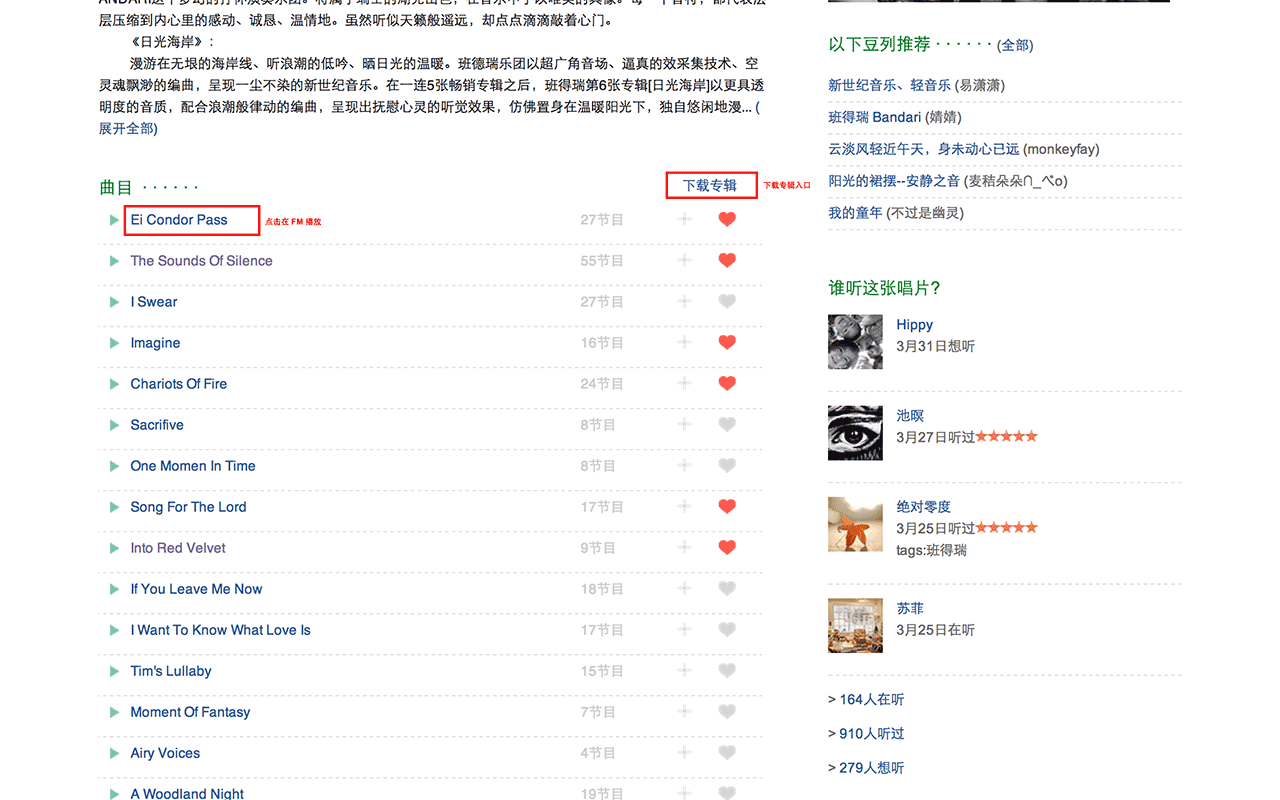 层压缩到内心里的感动、诚恳、温情地。虽然听似天籁般遥远，却点点滴滴敲着心门。
《日光海岸》：
漫游在无垠的海岸线、听浪潮的低吟、晒日光的温暖。班德瑞乐团以超广角音场、逼真的效采集技术、空
灵魂飘渺的编曲，呈现一尘不染的新世纪音乐。在一连5张畅销专辑之后，班得瑞第6张专辑[日光海岸]以更具透
明度的音质，配合浪潮般律动的编曲，呈现出抚慰心灵的听觉效果，仿佛置身在温暖阳光下，独自悠闲地漫... (
展开全部)
曲目 · · · · · ·
下载专辑 下载专辑入口
Ei Condor Pass 点击在 FM 播放 27节目
The Sounds Of Silence 55节目
I Swear 27节目
Imagine 16节目
Chariots Of Fire 24节目
Sacrifive 8节目
One Momen In Time 8节目
Song For The Lord 17节目
Into Red Velvet 9节目
If You Leave Me Now 18节目
I Want To Know What Love Is 17节目
Tim's Lullaby 15节目
Moment Of Fantasy 7节目
Airy Voices 4节目
A Woodland Night 19节目
以下豆列推荐 · · · · · · (全部)
新世纪音乐、轻音乐 (易潇潇)
班得瑞 Bandari (婧婧)
云淡风轻近午天，身未动心已远 (monkeyfay)
阳光的裙摆--安静之音 (麦秸朵朵∩_ペo)
我的童年 (不过是幽灵)
谁听这张唱片?
Hippy
3月31日想听
池暝
3月27日听过★★★★★
绝对零度
3月25日听过★★★★★
tags:班得瑞
苏菲
3月25日在听
> 164人在听
> 910人听过
> 279人想听